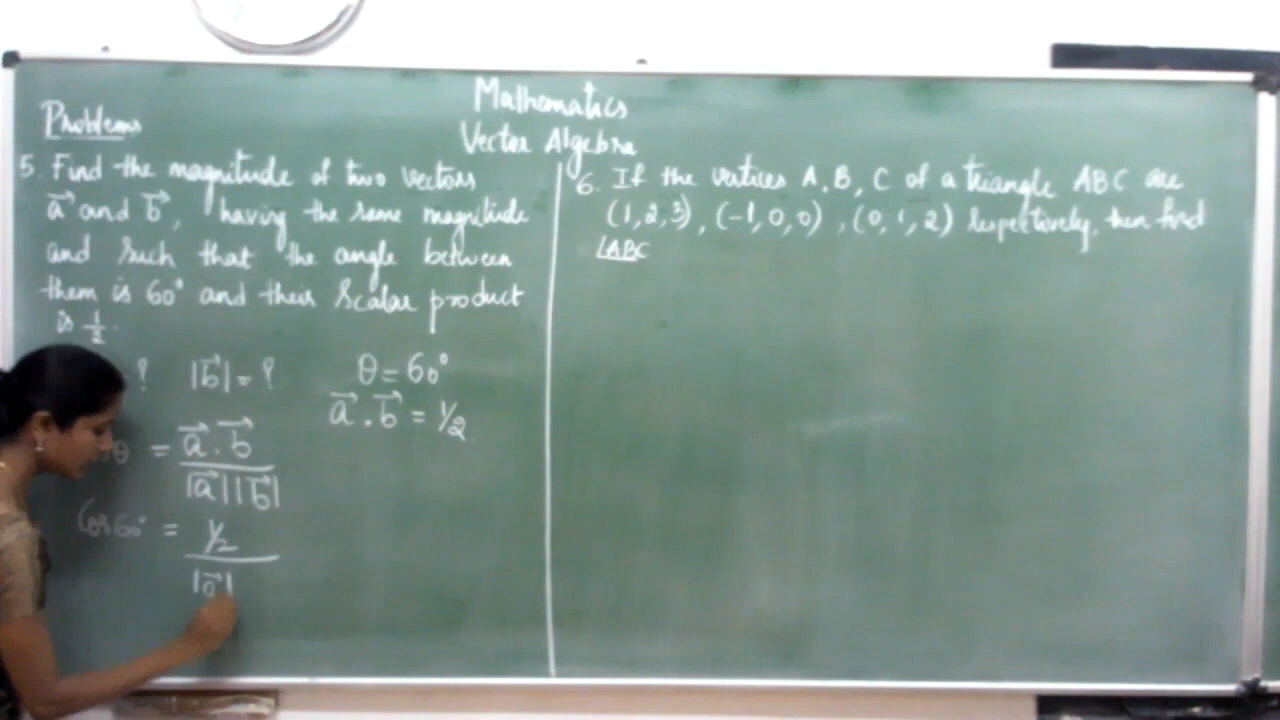 Mathematics
Vector Algebra
Problems
5. Find the magnitude of two vectors
a⃗ and b⃗, having the same magnitude
and such that the angle between
them is 60° and their scalar product
is 1/2.
? |b⃗| = ? θ = 60°
a⃗ . b⃗ = 1/2
θ = a⃗ . b⃗ / |a⃗| |b⃗|
Cos 60° = 1/2 / |a⃗|
6. If the vertices A, B, C of a triangle ABC are
(1, 2, 3), (-1, 0, 0), (0, 1, 2) respectively, then find
∠ABC